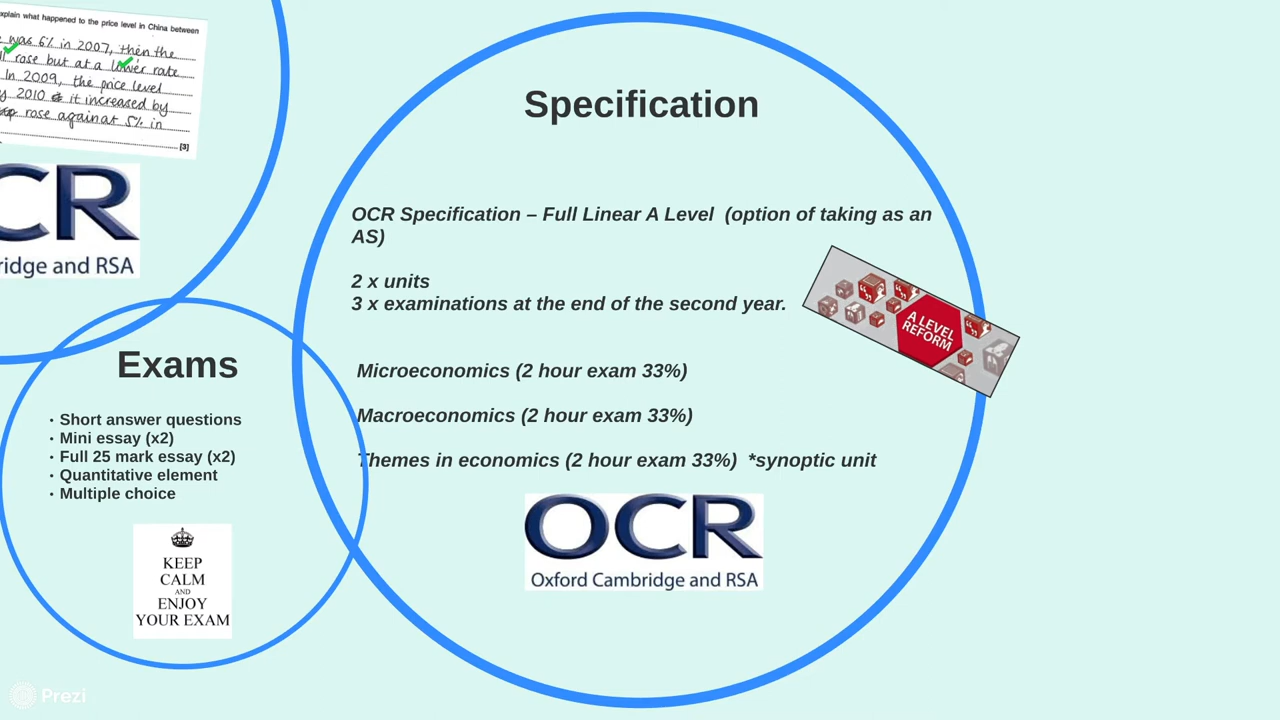 xplain what happened to the price level in China between
was 6% in 2007, then the
rose but at a lower rate
In 2009, the price level
2010 it increased by
rose against 5% in
[3]
CR
ridge and RSA
Exams
• Short answer questions
• Mini essay (x2)
• Full 25 mark essay (x2)
• Quantitative element
• Multiple choice
KEEP
CALM
AND
ENJOY
YOUR EXAM
Specification
OCR Specification – Full Linear A Level (option of taking as an
AS)
2 x units
3 x examinations at the end of the second year.
A LEVEL
REFORM
Microeconomics (2 hour exam 33%)
Macroeconomics (2 hour exam 33%)
Themes in economics (2 hour exam 33%) *synoptic unit
OCR
Oxford Cambridge and RSA
Prezi